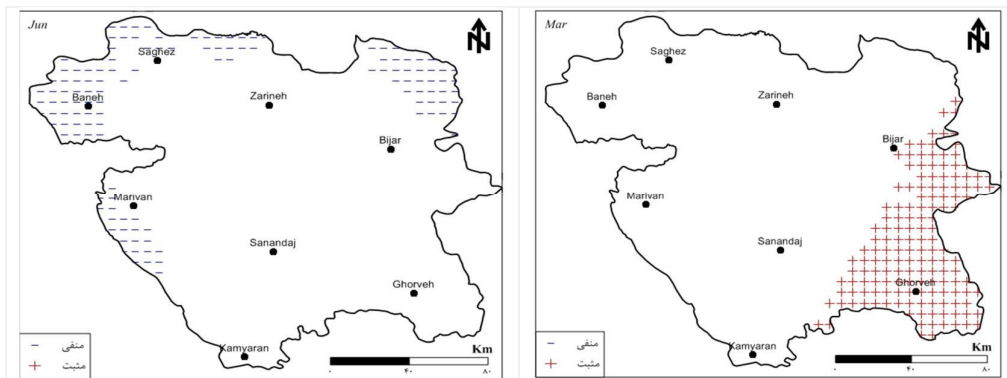 Jun
N
Saghez
Baneh
Zarineh
Bijar
Marivan
Sanandaj
Ghorveh
Kamyaran
منفی
مثبت
Km
۰ ۴۰ ۸۰
Mar
N
Saghez
Baneh
Zarineh
Bijar
Marivan
Sanandaj
Ghorveh
Kamyaran
منفی
مثبت
Km
۰ ۴۰ ۸۰